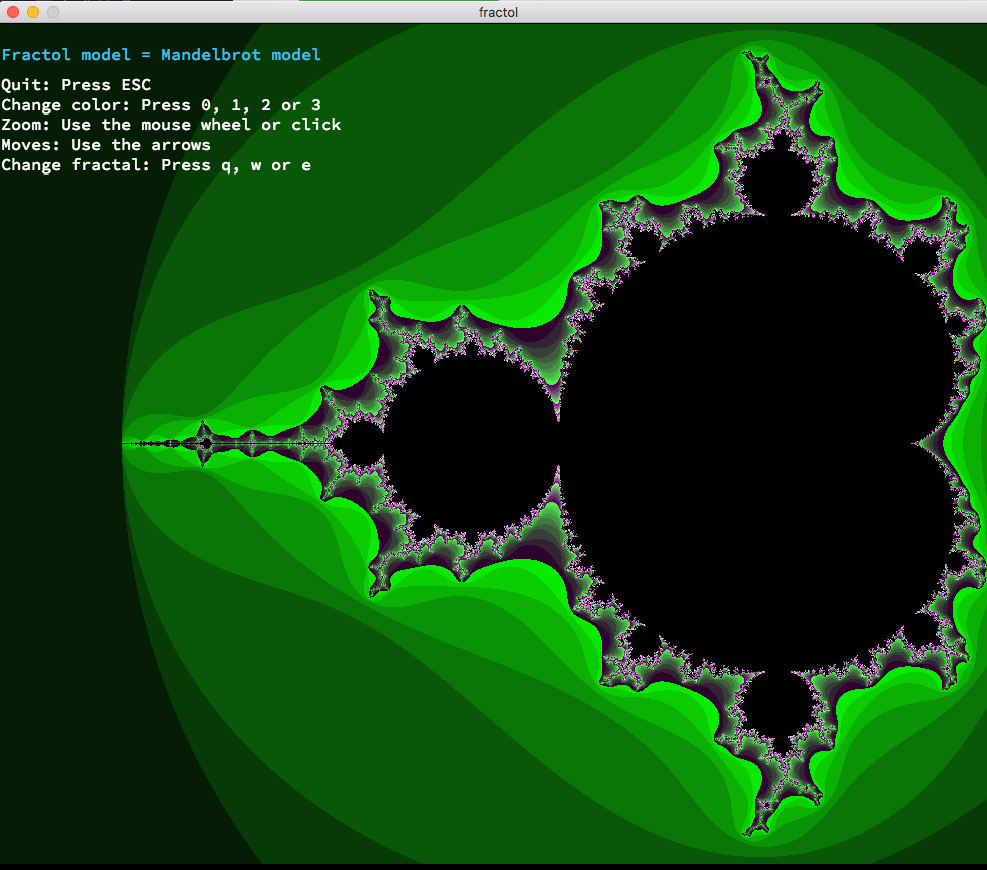 fractol
Fractol model = Mandelbrot model
Quit: Press ESC
Change color: Press 0, 1, 2 or 3
Zoom: Use the mouse wheel or click
Moves: Use the arrows
Change fractal: Press q, w or e